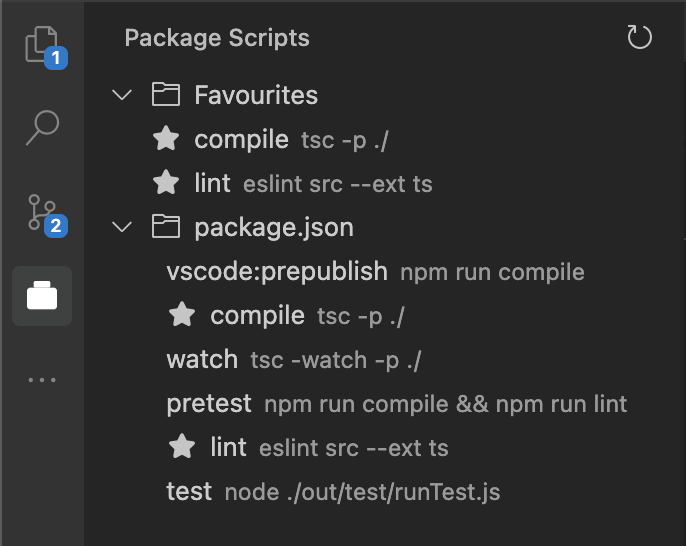 Package Scripts
1
Favourites
compile tsc -p ./
lint eslint src --ext ts
2
package.json
vscode:prepublish npm run compile
compile tsc -p ./
watch tsc -watch -p ./
pretest npm run compile && npm run lint
lint eslint src --ext ts
test node ./out/test/runTest.js